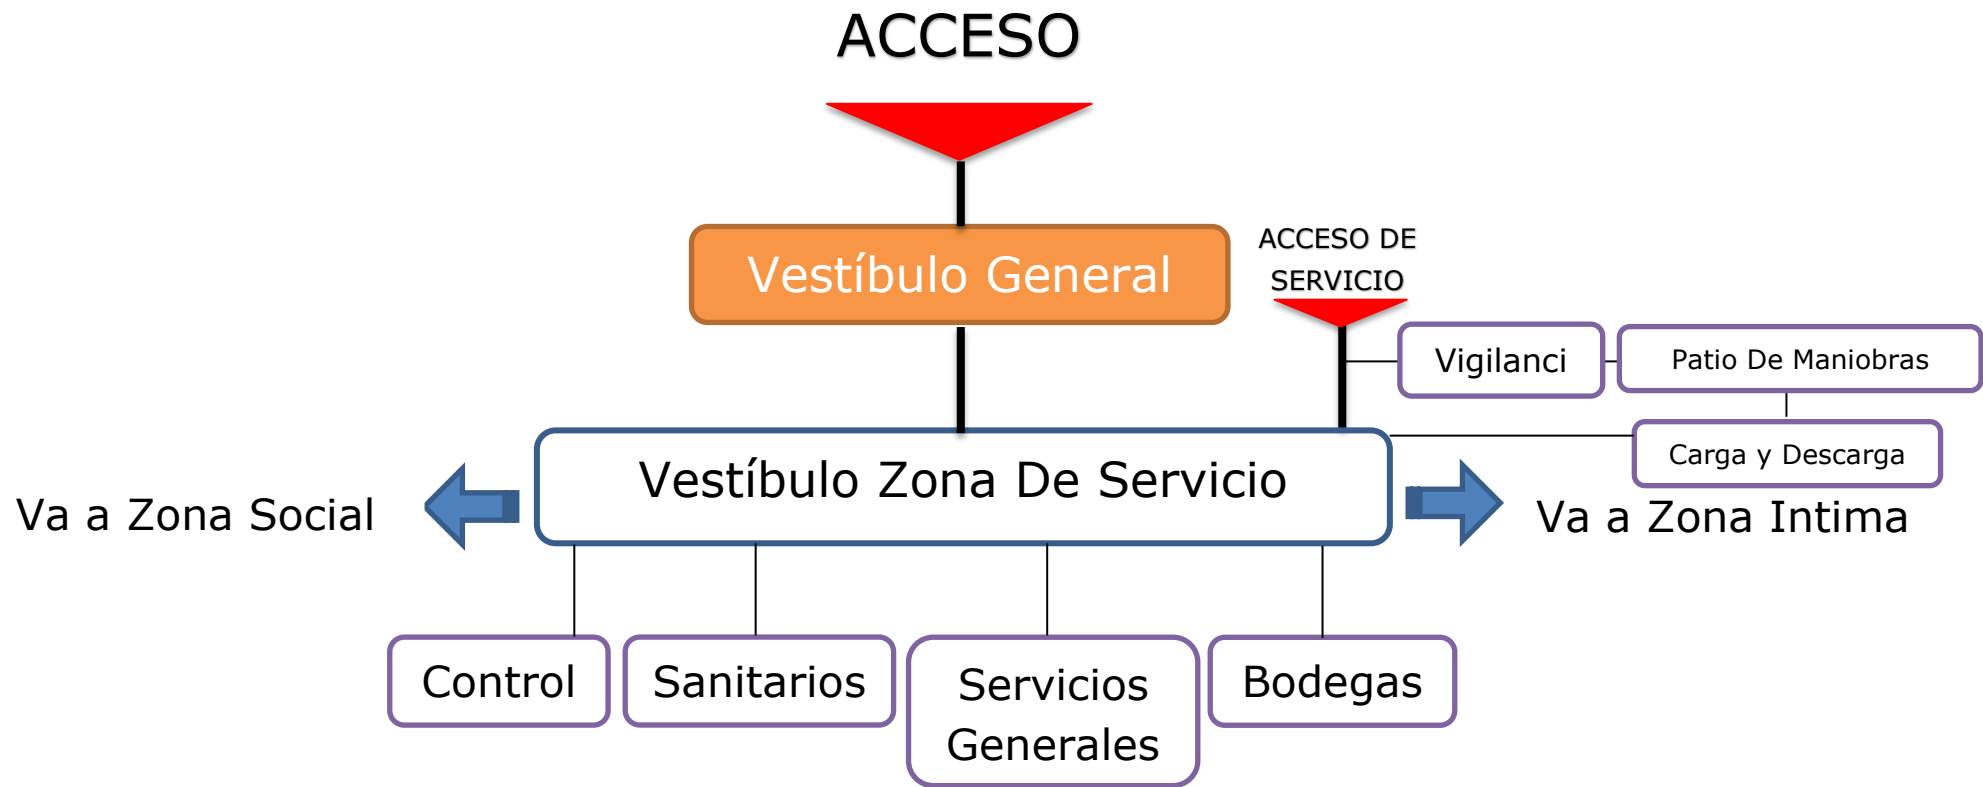 ACCESO
Vestíbulo General
ACCESO DE
SERVICIO
Vigilanci
Patio De Maniobras
Carga y Descarga
Vestíbulo Zona De Servicio
Va a Zona Social
Va a Zona Intima
Control
Sanitarios
Servicios
Generales
Bodegas